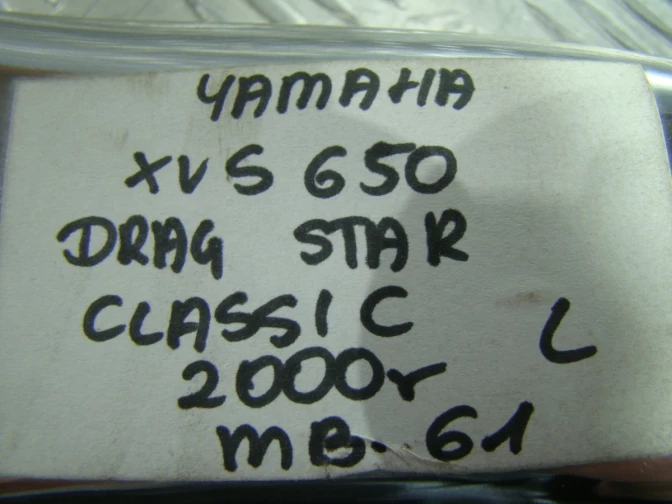 YAMAHA
XVS 650
DRAG STAR
CLASSIC L
2000r
MB. 61